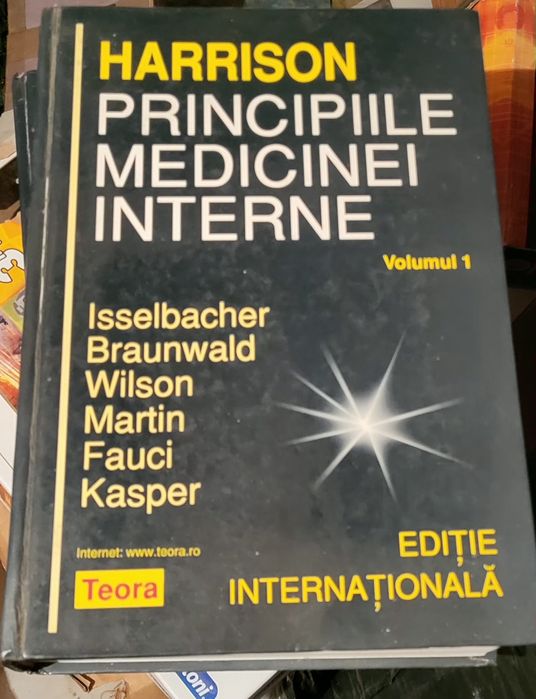 HARRISON
PRINCIPIILE
MEDICINEI
INTERNE
Volumul 1
Isselbacher
Braunwald
Wilson
Martin
Fauci
Kasper
Internet: www.teora.ro
Teora
EDIȚIE
INTERNAȚIONALĂ